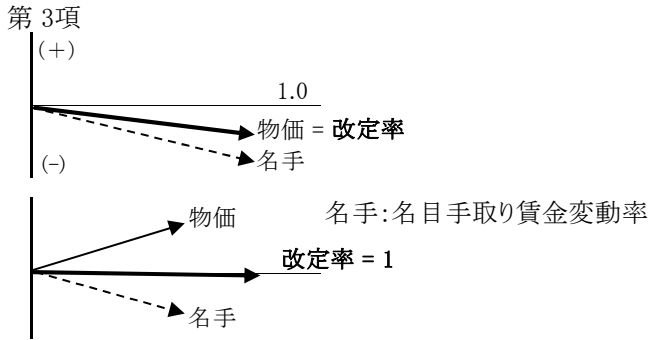 第 3項
(+)
1.0
物価 = 改定率
名手
(-)
物価
名手:名目手取り賃金変動率
改定率 = 1
名手